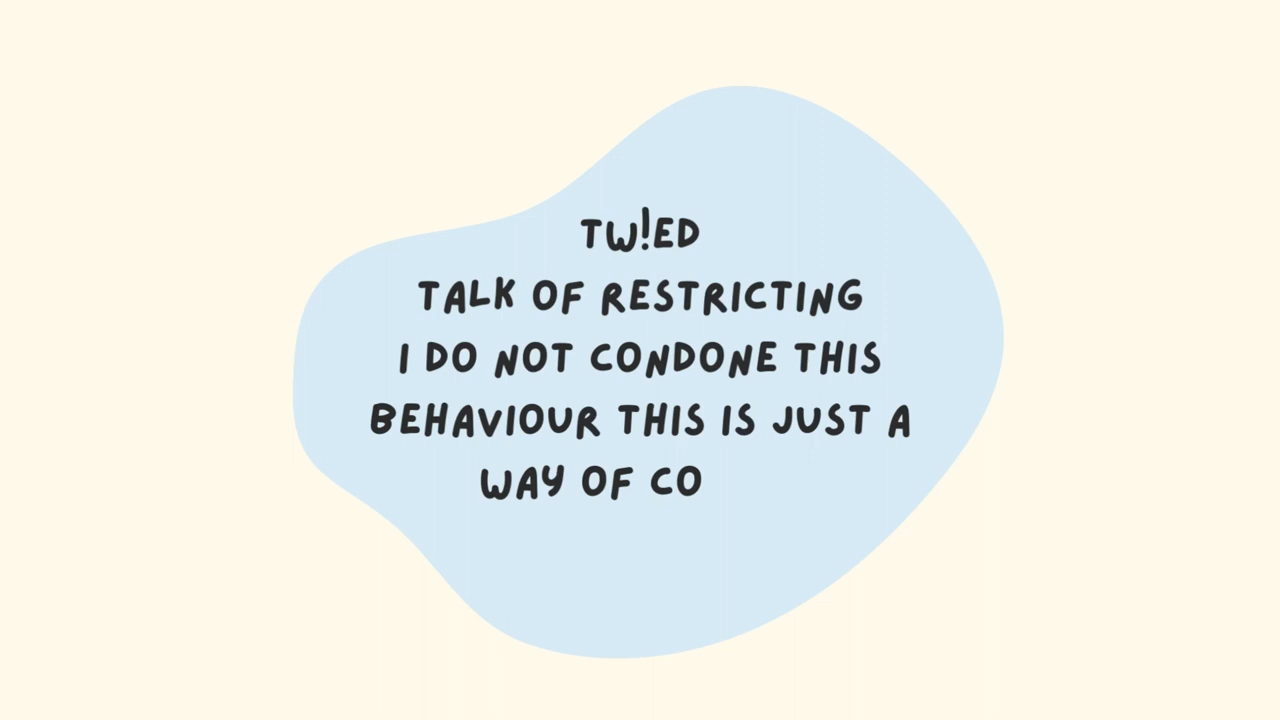 TW!ED
TALK OF RESTRICTING
I DO NOT CONDONE THIS
BEHAVIOUR THIS IS JUST A
WAY OF CO